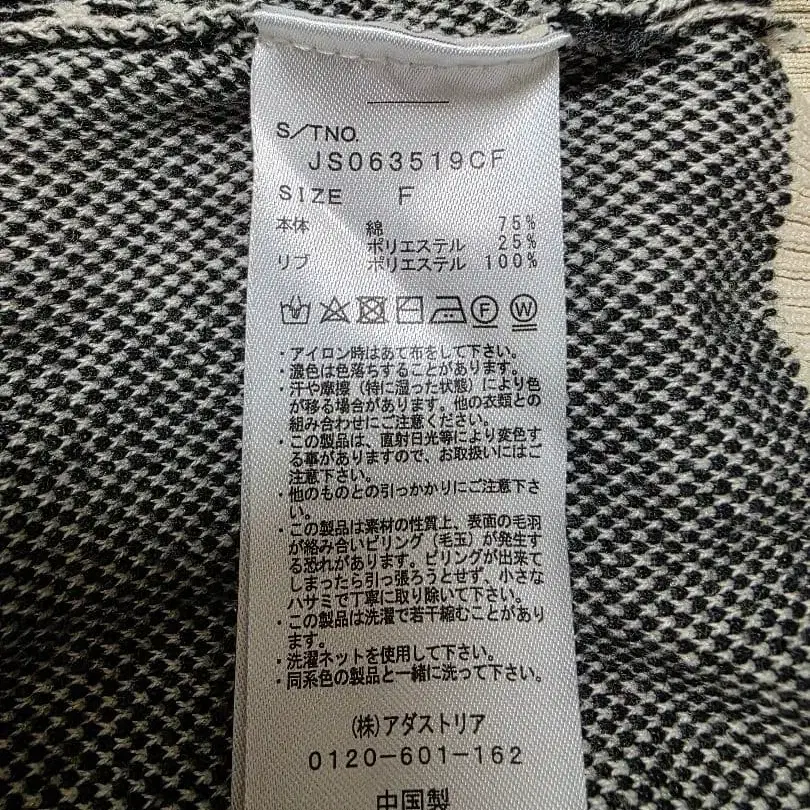 S/TNO.
JS063519CF
SIZE F
本体 綿 75%
ポリエステル 25%
リブ ポリエステル 100%
F W
・アイロン時はあて布をして下さい。
・濃色は色落ちすることがあります。
・汗や摩擦（特に湿った状態）により色
が移る場合があります。他の衣類との
組み合わせにご注意ください。
・この製品は、直射日光等により変色す
る事がありますので、お取扱いにはご
注意下さい。
・他のものとの引っかかりにご注意下さ
い。
・この製品は素材の性質上、表面の毛羽
が絡み合いピリング（毛玉）が発生す
る恐れがあります。ピリングが出来て
しまったら引っ張ろうとせず、小さな
ハサミで丁寧に取り除いて下さい。
・この製品は洗濯で若干縮むことがあり
ます。
・洗濯ネットを使用して下さい。
・同系色の製品と一緒に洗って下さい。
(株)アダストリア
0120-601-162
中国製